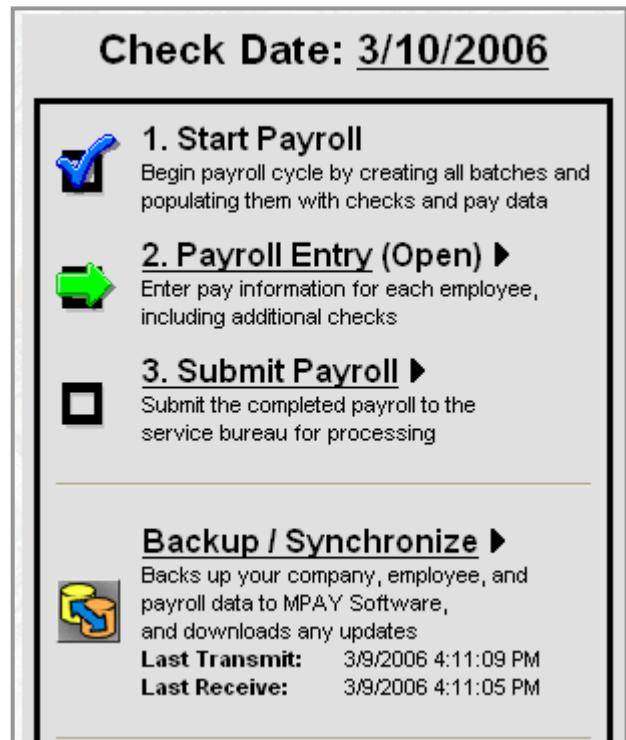 Check Date: 3/10/2006
1. Start Payroll
Begin payroll cycle by creating all batches and
populating them with checks and pay data
2. Payroll Entry (Open)
Enter pay information for each employee,
including additional checks
3. Submit Payroll
Submit the completed payroll to the
service bureau for processing
Backup / Synchronize
Backs up your company, employee, and
payroll data to MPAY Software,
and downloads any updates
Last Transmit: 3/9/2006 4:11:09 PM
Last Receive: 3/9/2006 4:11:05 PM